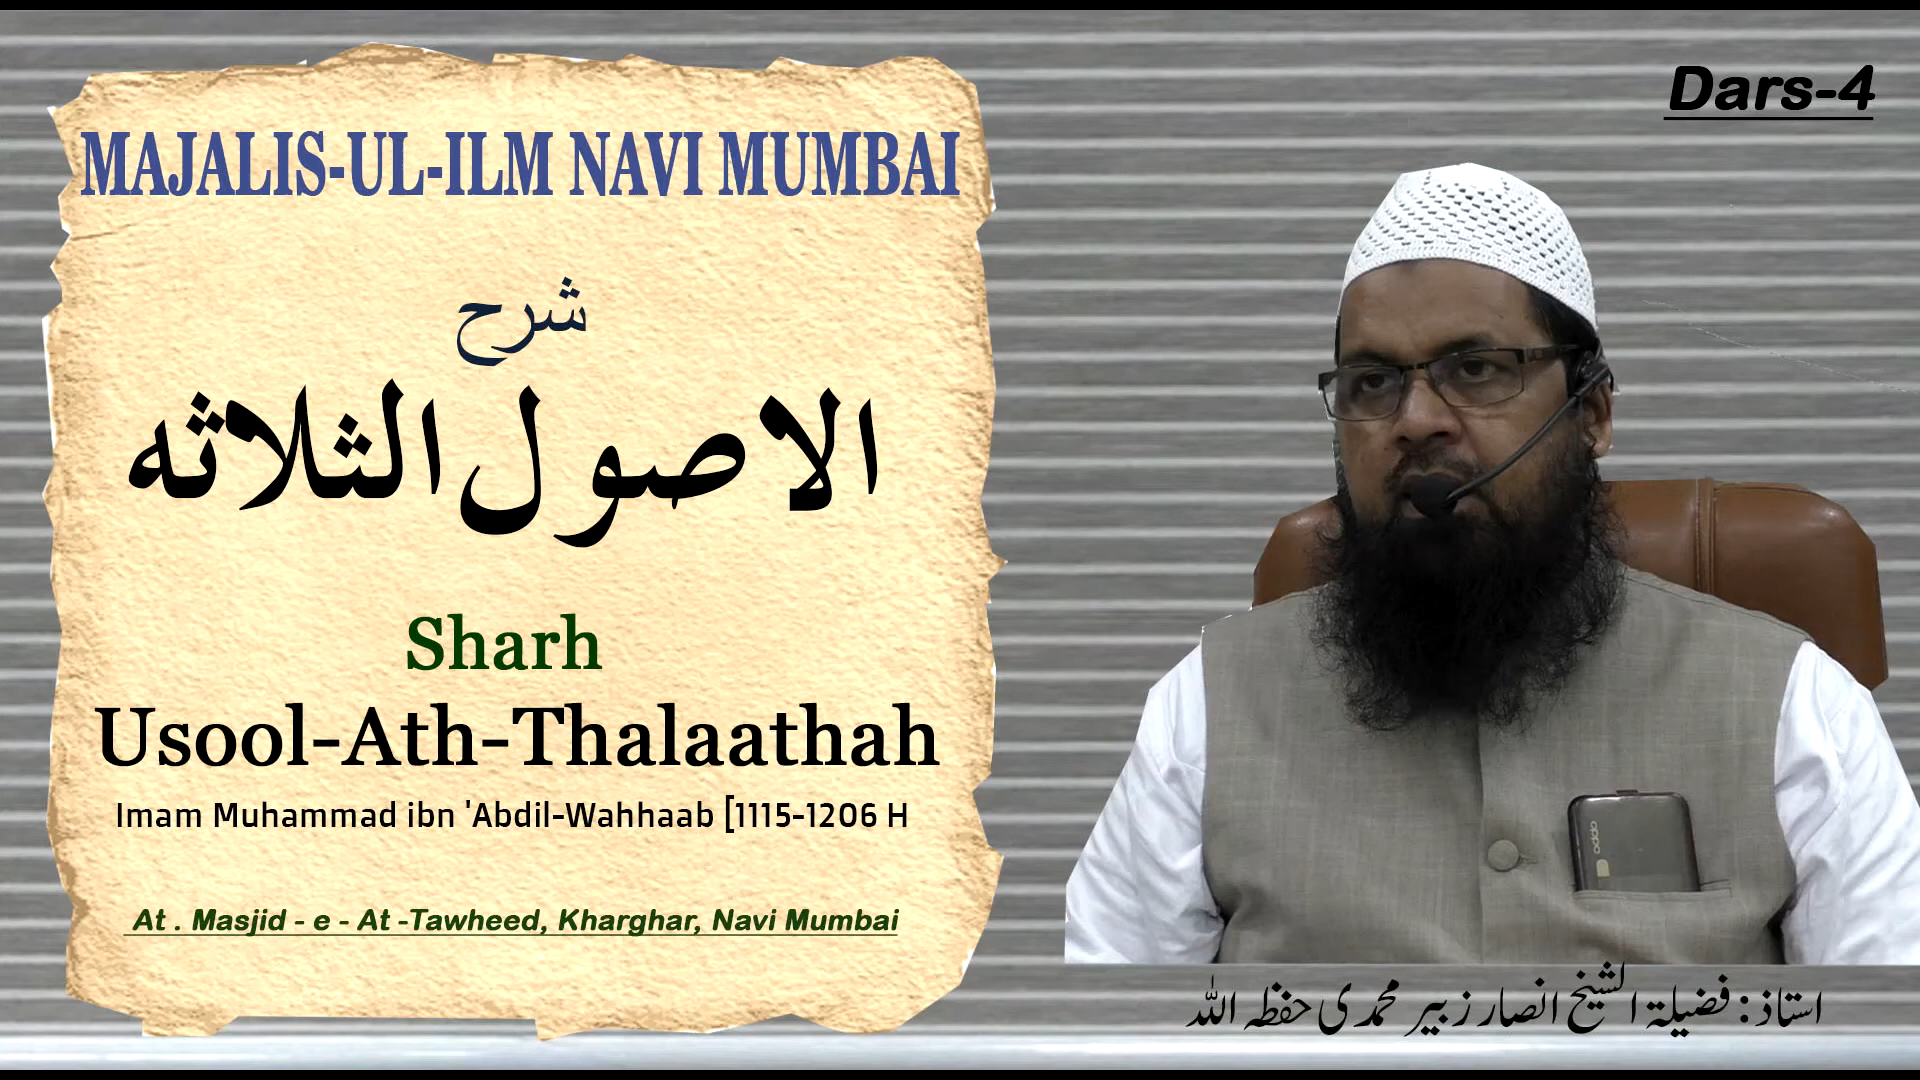 MAJALIS-UL-ILM NAVI MUMBAI
شرح
الاصول الثلاثه
Sharh
Usool-Ath-Thalaathah
Imam Muhammad ibn 'Abdil-Wahhaab [1115-1206 H
At . Masjid - e - At -Tawheed, Kharghar, Navi Mumbai
Dars-4
oppo
استاذ : فضیلۃ الشیخ انصار زبیر محمدی حفظہ اللہ